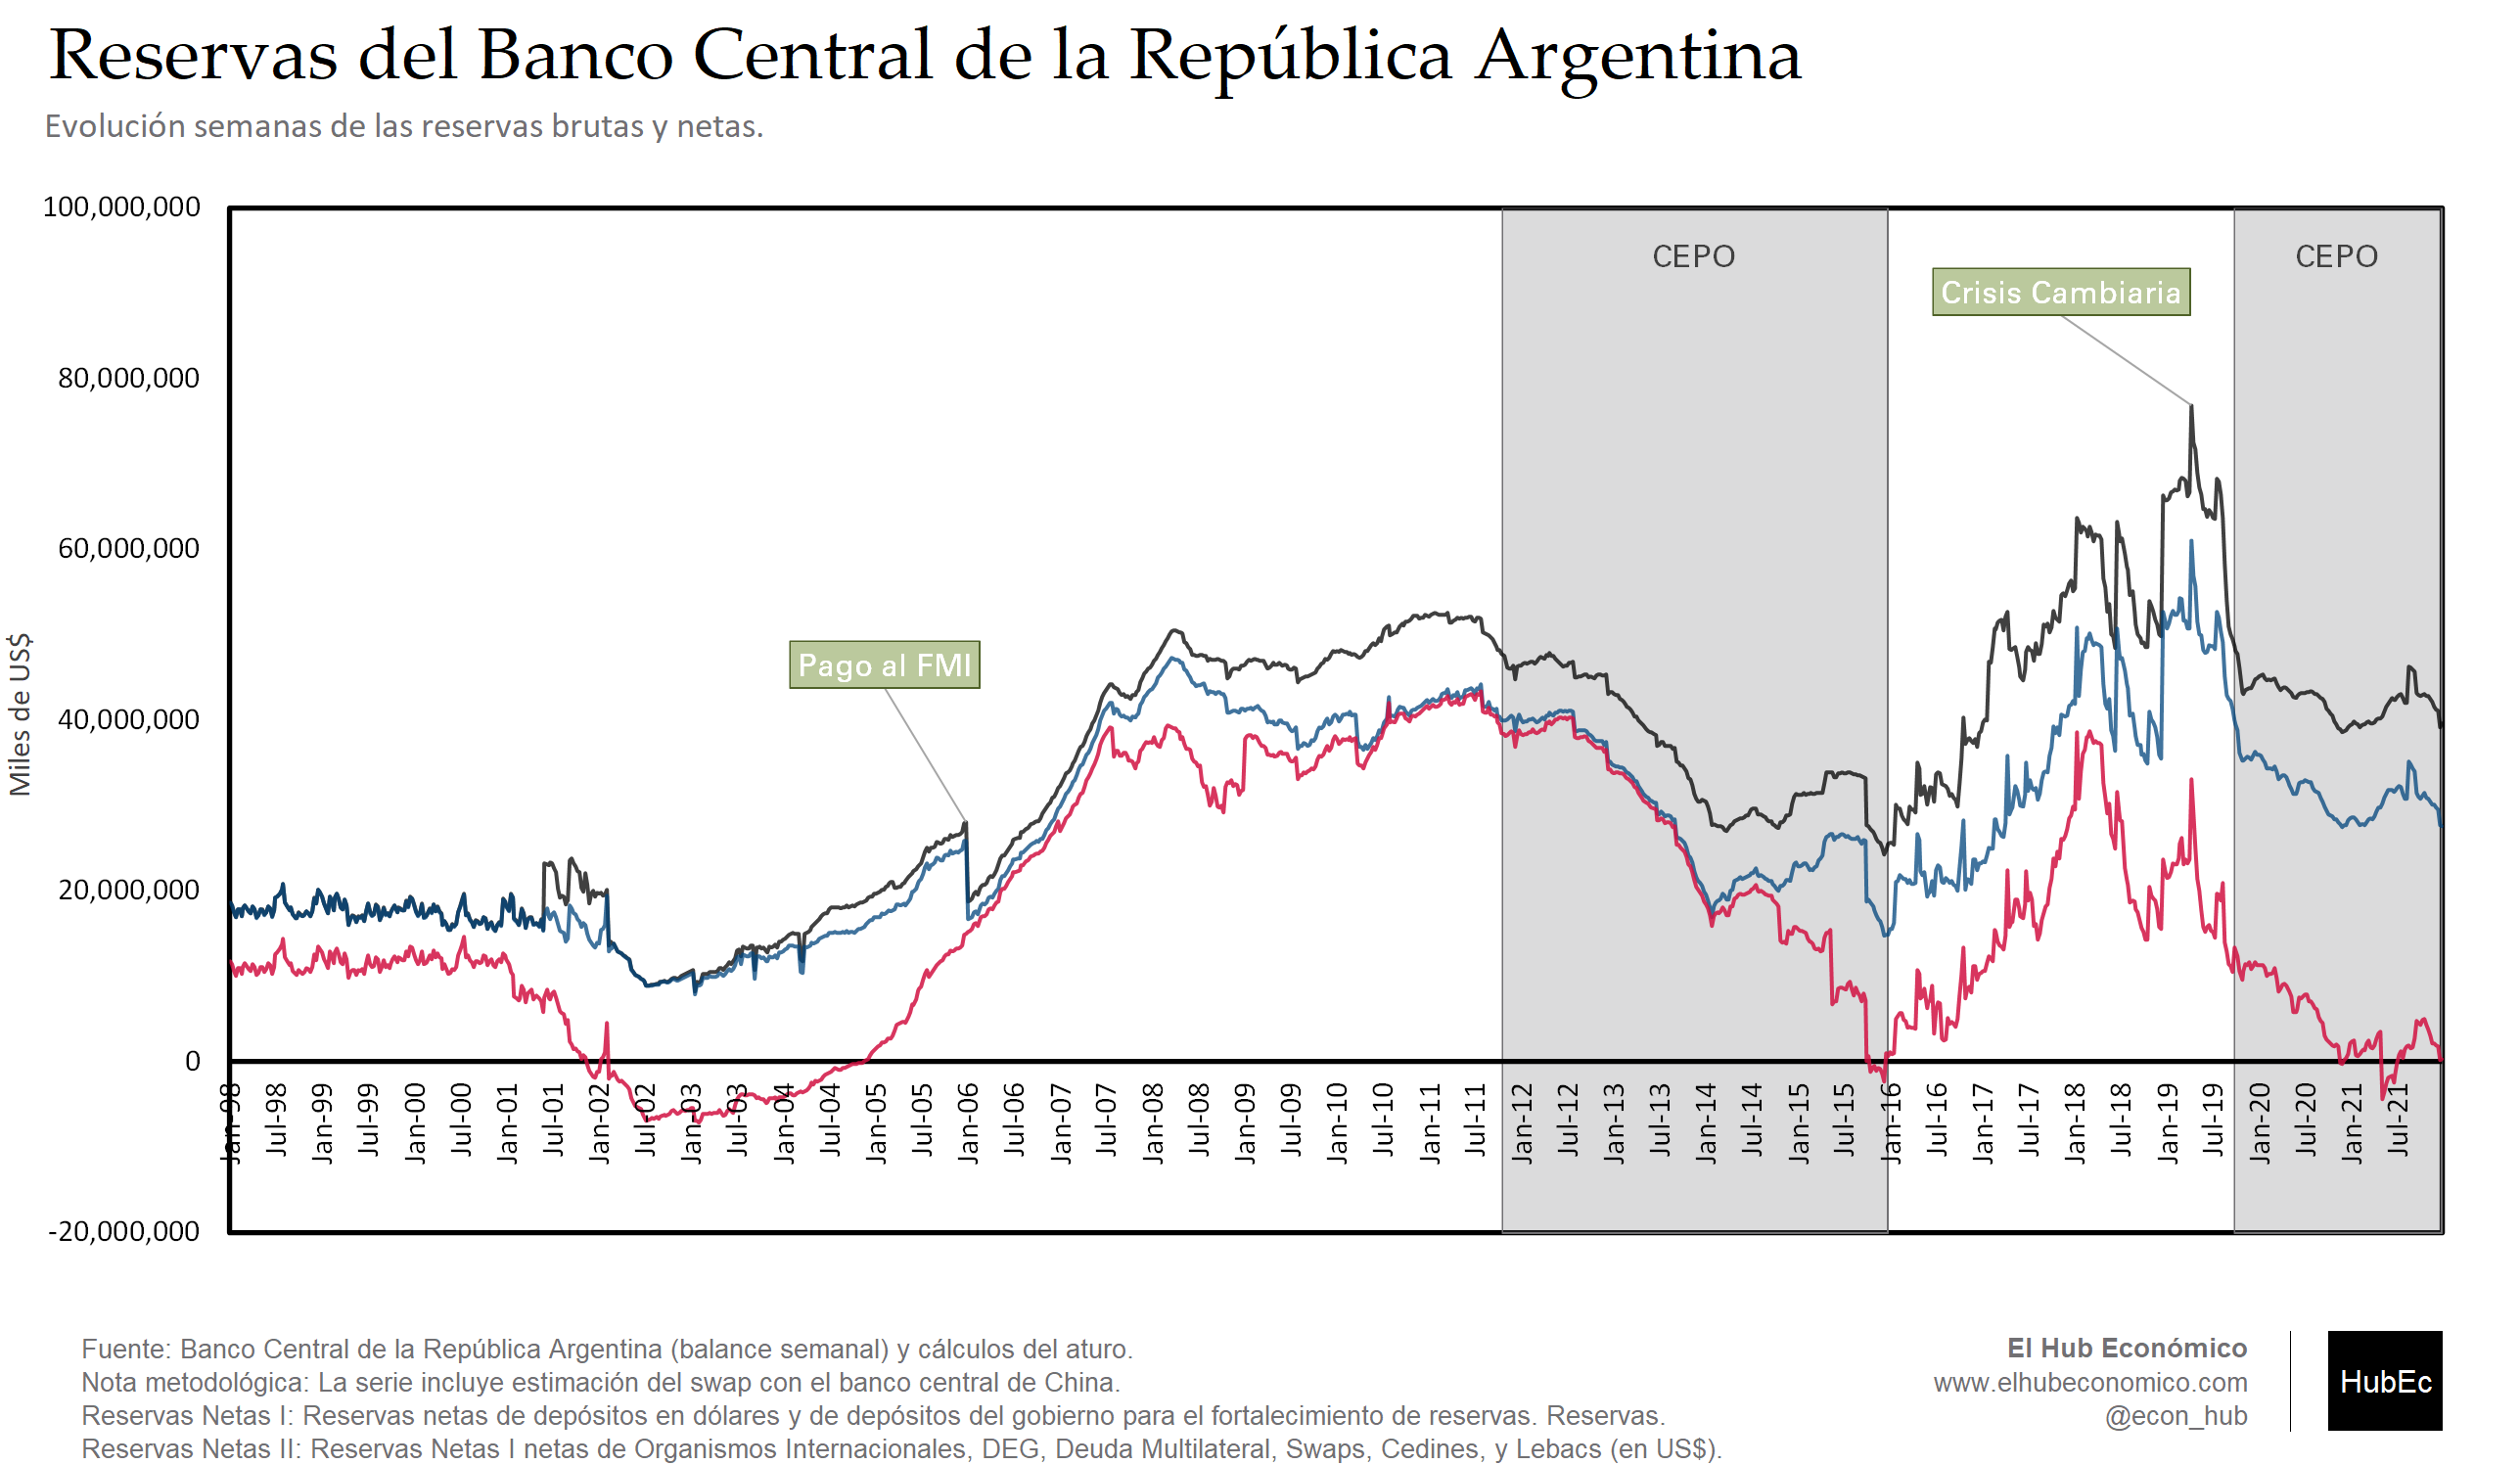 Reservas del Banco Central de la República Argentina
Evolución semanas de las reservas brutas y netas.
100,000,000
80,000,000
60,000,000
40,000,000
20,000,000
0
-20,000,000
Miles de US$
CEPO
CEPO
Crisis Cambiaria
Pago al FMI
Jan-98
Jul-98
Jan-99
Jul-99
Jan-00
Jul-00
Jan-01
Jul-01
Jan-02
Jul-02
Jan-03
Jul-03
Jan-04
Jul-04
Jan-05
Jul-05
Jan-06
Jul-06
Jan-07
Jul-07
Jan-08
Jul-08
Jan-09
Jul-09
Jan-10
Jul-10
Jan-11
Jul-11
Jan-12
Jul-12
Jan-13
Jul-13
Jan-14
Jul-14
Jan-15
Jul-15
Jan-16
Jul-16
Jan-17
Jul-17
Jan-18
Jul-18
Jan-19
Jul-19
Jan-20
Jul-20
Jan-21
Jul-21
Fuente: Banco Central de la República Argentina (balance semanal) y cálculos del aturo.
Nota metodológica: La serie incluye estimación del swap con el banco central de China.
Reservas Netas I: Reservas netas de depósitos en dólares y de depósitos del gobierno para el fortalecimiento de reservas. Reservas.
Reservas Netas II: Reservas Netas I netas de Organismos Internacionales, DEG, Deuda Multilateral, Swaps, Cedines, y Lebacs (en US$).
El Hub Económico
www.elhubeconomico.com
@econ_hub
HubEc